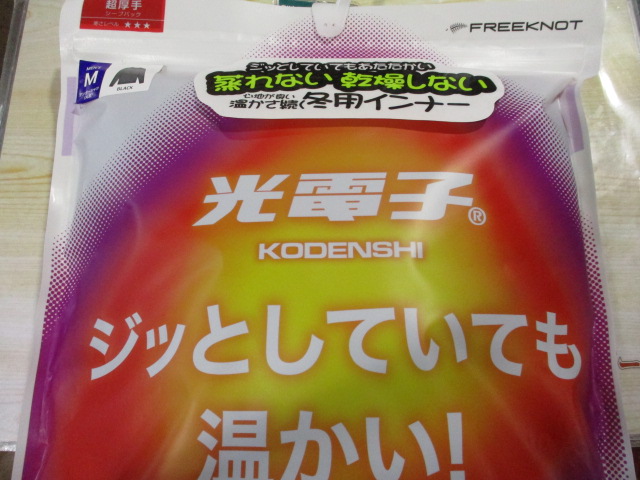 超厚手
FREEKNOT
M
BLACK
ジッとしていてもあたたかい
蒸れない 乾燥しない
心地が良い
温かさ続く冬用インナー
光電子®
KODENSHI
ジッとしていても
温かい!